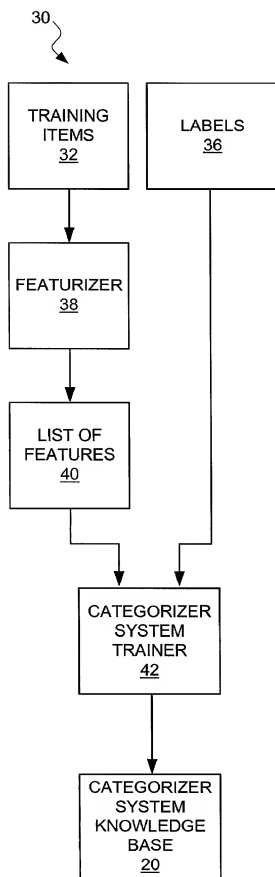 30
TRAINING
ITEMS
32
LABELS
36
FEATURIZER
38
LIST OF
FEATURES
40
CATEGORIZER
SYSTEM
TRAINER
42
CATEGORIZER
SYSTEM
KNOWLEDGE
BASE
20